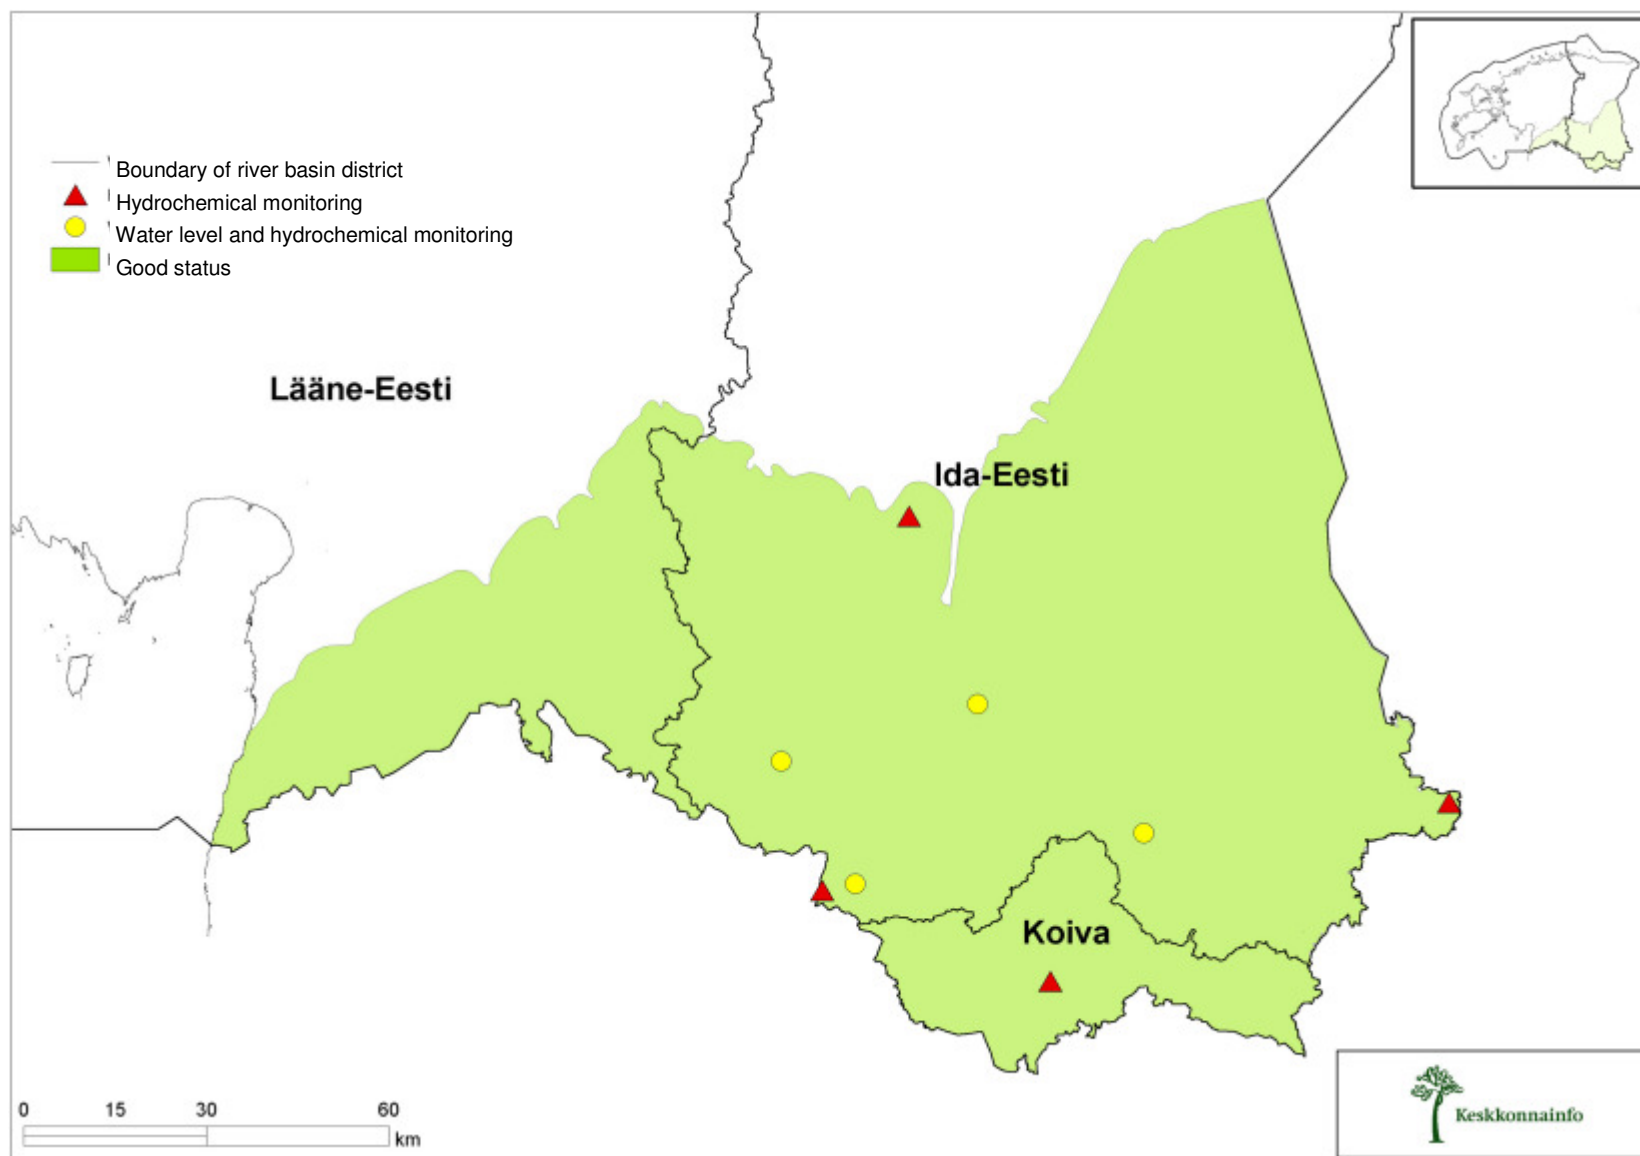 Boundary of river basin district
Hydrochemical monitoring
Water level and hydrochemical monitoring
Good status
Lääne-Eesti
Ida-Eesti
Koiva
0 15 30 60
km
Keskkonnainfo